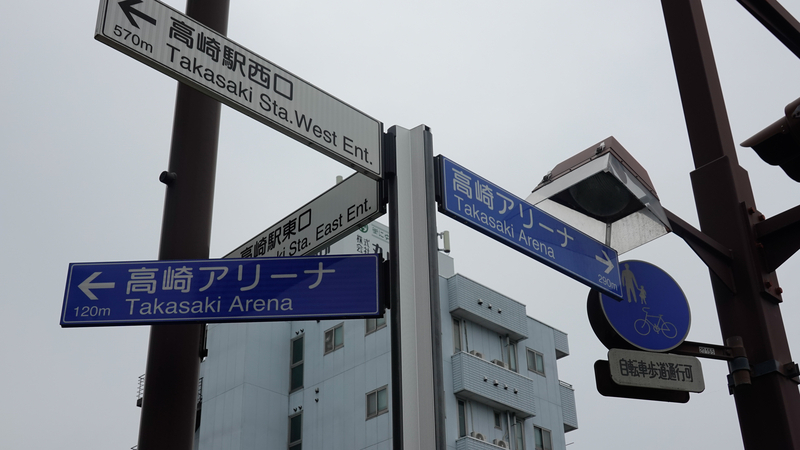 高崎駅西口
570m
Takasaki Sta.West Ent.
高崎駅東口
Sta. East Ent.
高崎アリーナ
120m
Takasaki Arena
高崎アリーナ
Takasaki Arena
290m
自転車歩道通行可